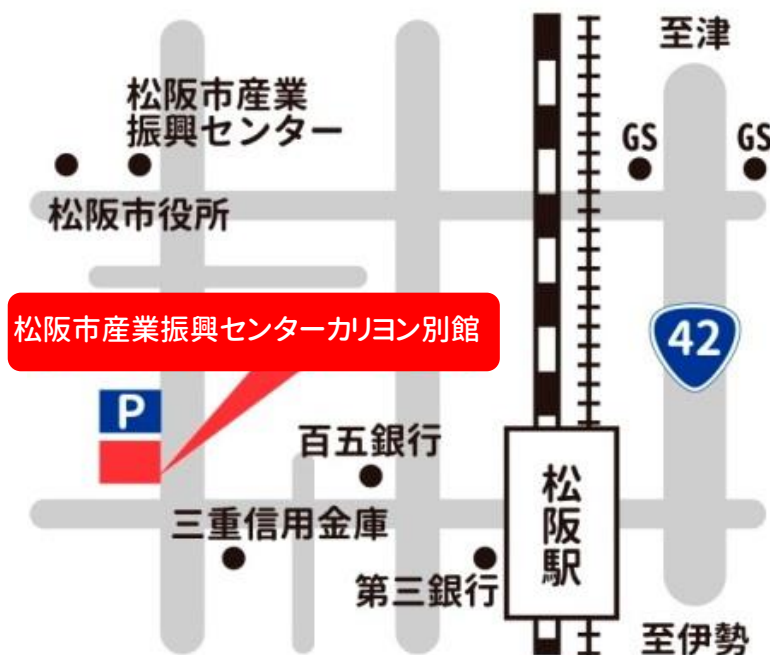 至津
松阪市産業
振興センター
GS
GS
松阪市役所
松阪市産業振興センターカリヨン別館
42
P
百五銀行
松阪駅
三重信用金庫
第三銀行
至伊勢